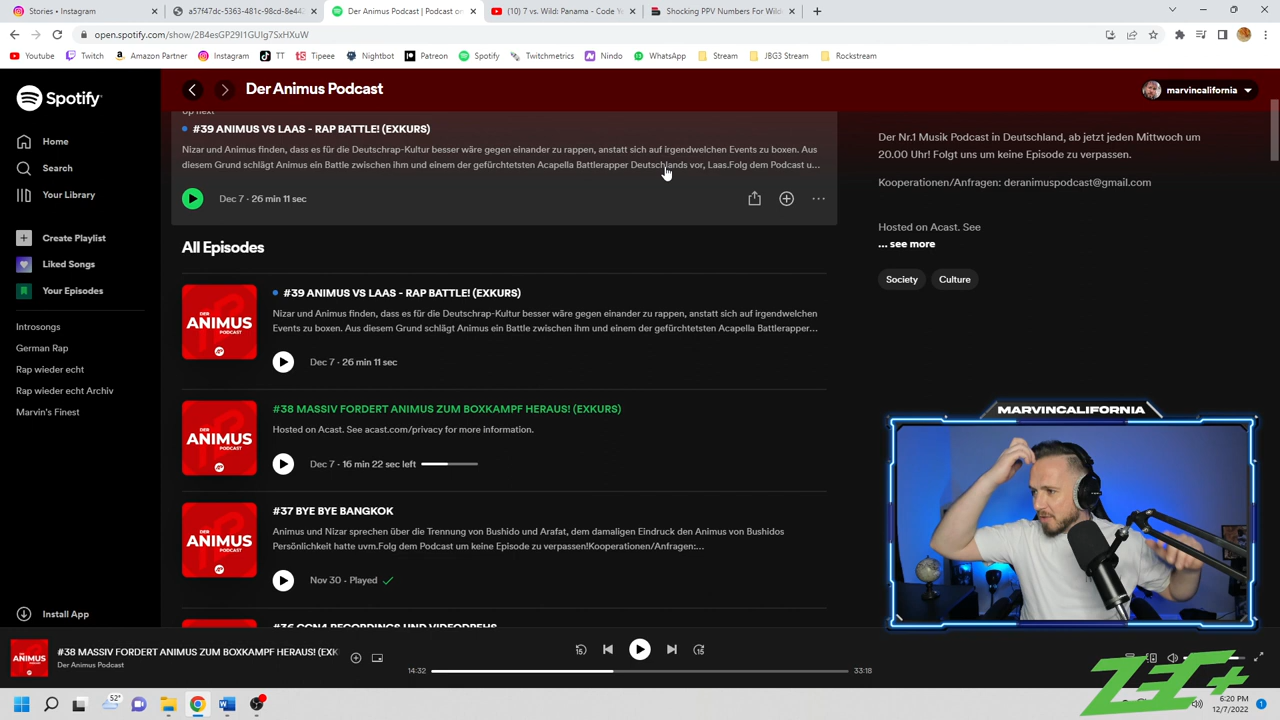 Stories • Instagram
a57f47dc-5363-481c-98cd-8e44
Der Animus Podcast | Podcast on
(10) 7 vs. Wild: Panama - Code Y
Shocking PPV Numbers For Wild
open.spotify.com/show/2B4esGP29I1GUIg7SxHXuW
Youtube
Twitch
Amazon Partner
Instagram
TT
Tipeee
Nightbot
Patreon
Spotify
Twitchmetrics
Nindo
WhatsApp
Stream
JBG3 Stream
Rockstream
Spotify
Home
Search
Your Library
Create Playlist
Liked Songs
Your Episodes
Introsongs
German Rap
Rap wieder echt
Rap wieder echt Archiv
Marvin's Finest
Install App
Der Animus Podcast
marvincalifornia
Up next
#39 ANIMUS VS LAAS - RAP BATTLE! (EXKURS)
Nizar und Animus finden, dass es für die Deutschrap-Kultur besser wäre gegen einander zu rappen, anstatt sich auf irgendwelchen Events zu boxen. Aus
diesem Grund schlägt Animus ein Battle zwischen ihm und einem der gefürchtetsten Acapella Battlerapper Deutschlands vor, Laas.Folg dem Podcast u...
Dec 7 · 26 min 11 sec
All Episodes
ANIMUS
#39 ANIMUS VS LAAS - RAP BATTLE! (EXKURS)
Nizar und Animus finden, dass es für die Deutschrap-Kultur besser wäre gegen einander zu rappen, anstatt sich auf irgendwelchen
Events zu boxen. Aus diesem Grund schlägt Animus ein Battle zwischen ihm und einem der gefürchtetsten Acapella Battlerapper...
Dec 7 · 26 min 11 sec
ANIMUS
#38 MASSIV FORDERT ANIMUS ZUM BOXKAMPF HERAUS! (EXKURS)
Hosted on Acast. See acast.com/privacy for more information.
Dec 7 · 16 min 22 sec left
ANIMUS
#37 BYE BYE BANGKOK
Animus und Nizar sprechen über die Trennung von Bushido und Arafat, dem damaligen Eindruck den Animus von Bushidos
Persönlichkeit hatte uvm.Folg dem Podcast um keine Episode zu verpassen!Kooperationen/Anfragen:...
Nov 30 · Played
Der Nr.1 Musik Podcast in Deutschland, ab jetzt jeden Mittwoch um
20.00 Uhr! Folgt uns um keine Episode zu verpassen.
Kooperationen/Anfragen: deranimuspodcast@gmail.com
Hosted on Acast. See
... see more
Society
Culture
MARVINCALIFORNIA
#38 MASSIV FORDERT ANIMUS ZUM BOXKAMPF HERAUS! (EXK
Der Animus Podcast
14:32
33:18
52°
6:20 PM
12/7/2022